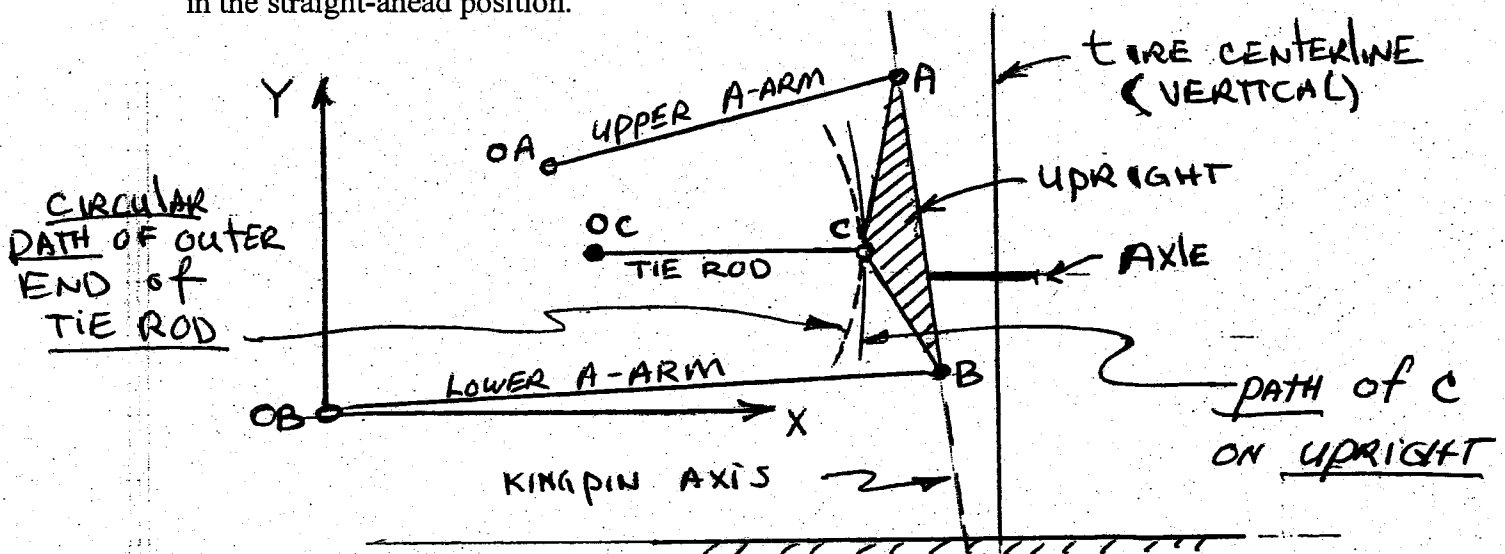 in the straight-ahead position.
TIRE CENTERLINE
(VERTICAL)
Y
A
UPPER A-ARM
OA
UPRIGHT
CIRCULAR
PATH OF OUTER
END of
TIE ROD
OC
C
TIE ROD
AXLE
LOWER A-ARM
B
PATH of C
ON UPRIGHT
OB
X
KINGPIN AXIS